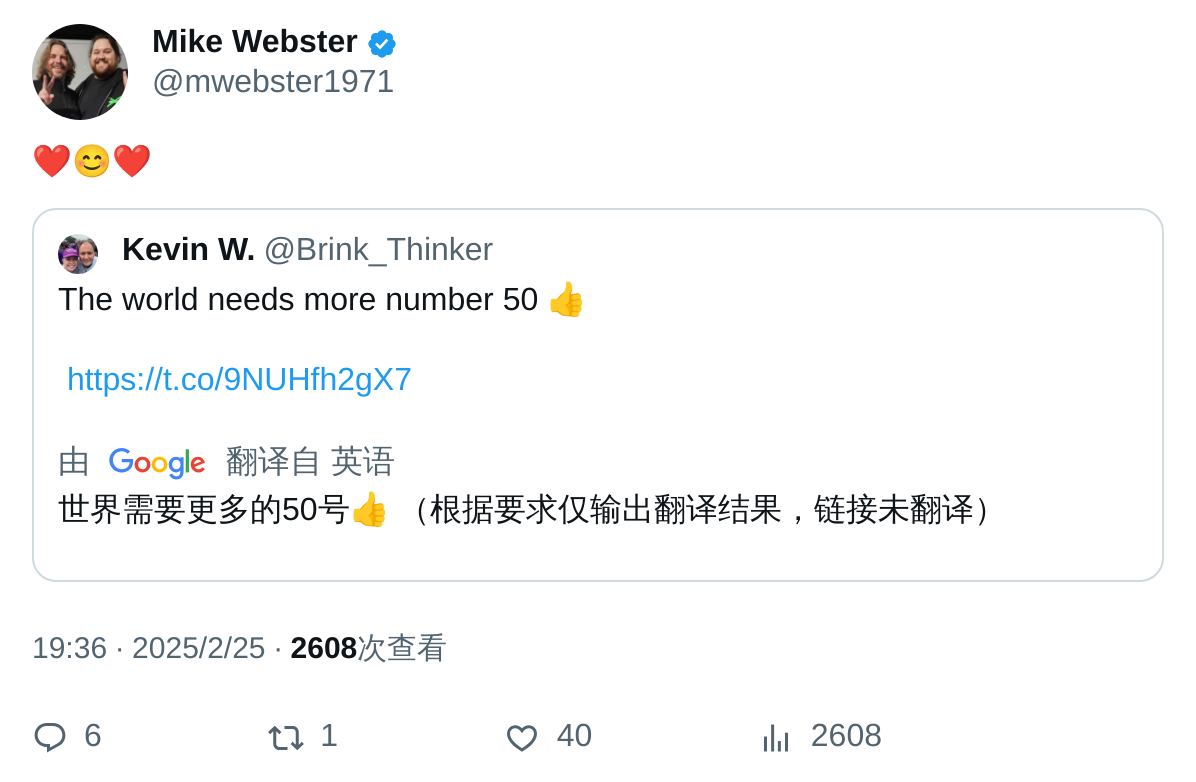 Mike Webster
@mwebster1971
❤️😊❤️
Kevin W. @Brink_Thinker
The world needs more number 50 👍
https://t.co/9NUHfh2gX7
由 Google 翻译自 英语
世界需要更多的50号👍 （根据要求仅输出翻译结果，链接未翻译）
19:36 · 2025/2/25 · 2608次查看
6 1 40 2608